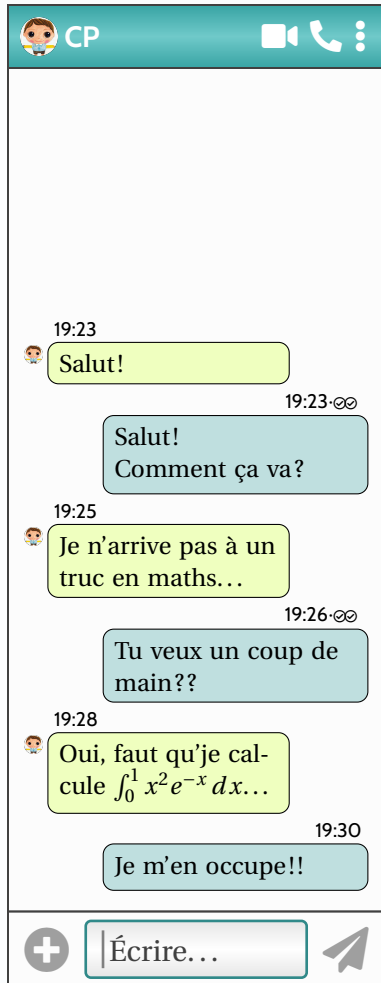 CP
19:23
Salut!
19:23
Salut!
Comment ça va?
19:25
Je n'arrive pas à un
truc en maths...
19:26
Tu veux un coup de
main??
19:28
Oui, faut qu'je cal-
cule ∫₀¹ x²e⁻ˣ dx...
19:30
Je m'en occupe!!
Écrire...